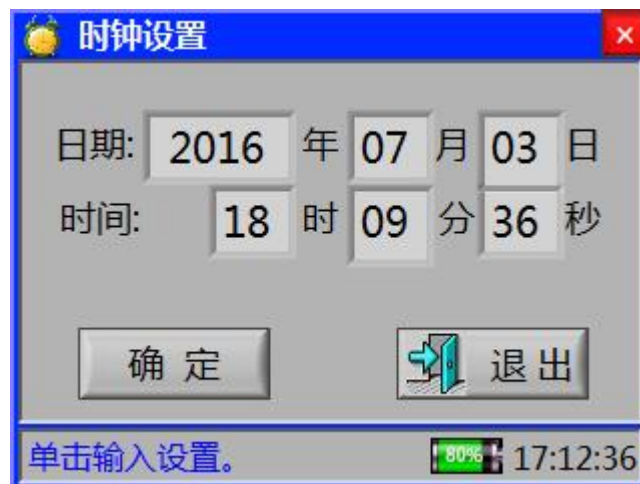 时钟设置
日期: 2016 年 07 月 03 日
时间: 18 时 09 分 36 秒
确 定 退 出
单击输入设置。 80% 17:12:36